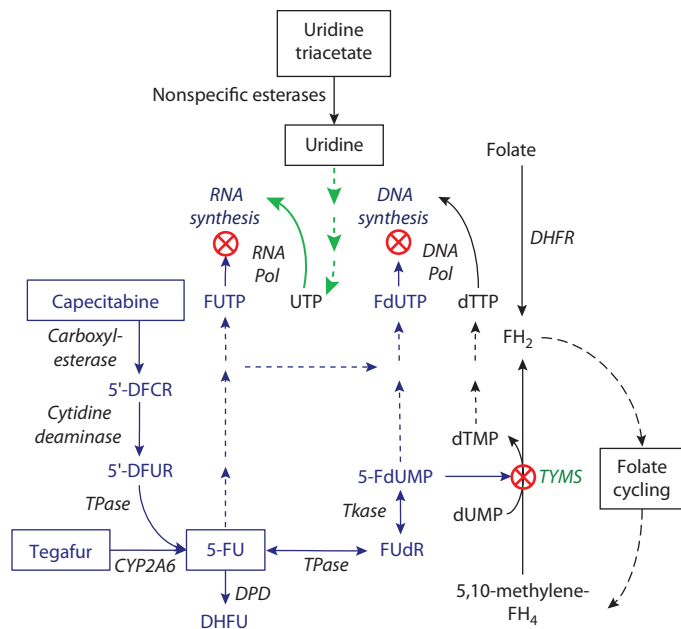 Uridine
triacetate
Nonspecific esterases
Uridine
Folate
RNA
synthesis
DNA
synthesis
RNA
Pol
DNA
Pol
DHFR
Capecitabine
FUTP
UTP
FdUTP
dTTP
Carboxyl-
esterase
FH2
5'-DFCR
Cytidine
deaminase
dTMP
5'-DFUR
5-FdUMP
TYMS
Folate
cycling
TPase
Tkase
dUMP
Tegafur
5-FU
FUdR
CYP2A6
TPase
DPD
5,10-methylene-
FH4
DHFU